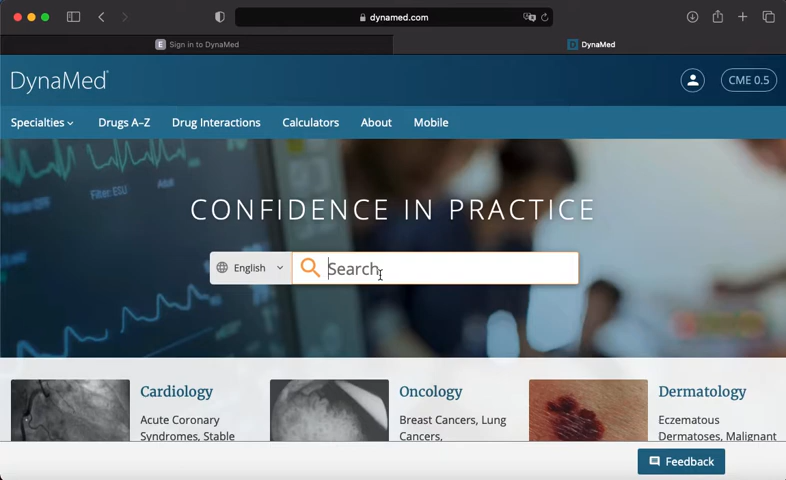 dynamed.com
E Sign in to DynaMed
D DynaMed
DynaMed
CME 0.5
Specialties Drugs A–Z Drug Interactions Calculators About Mobile
Filter: ESU
CONFIDENCE IN PRACTICE
English
Search
Cardiology
Acute Coronary
Syndromes, Stable
Oncology
Breast Cancers, Lung
Cancers,
Dermatology
Eczematous
Dermatoses, Malignant
Feedback